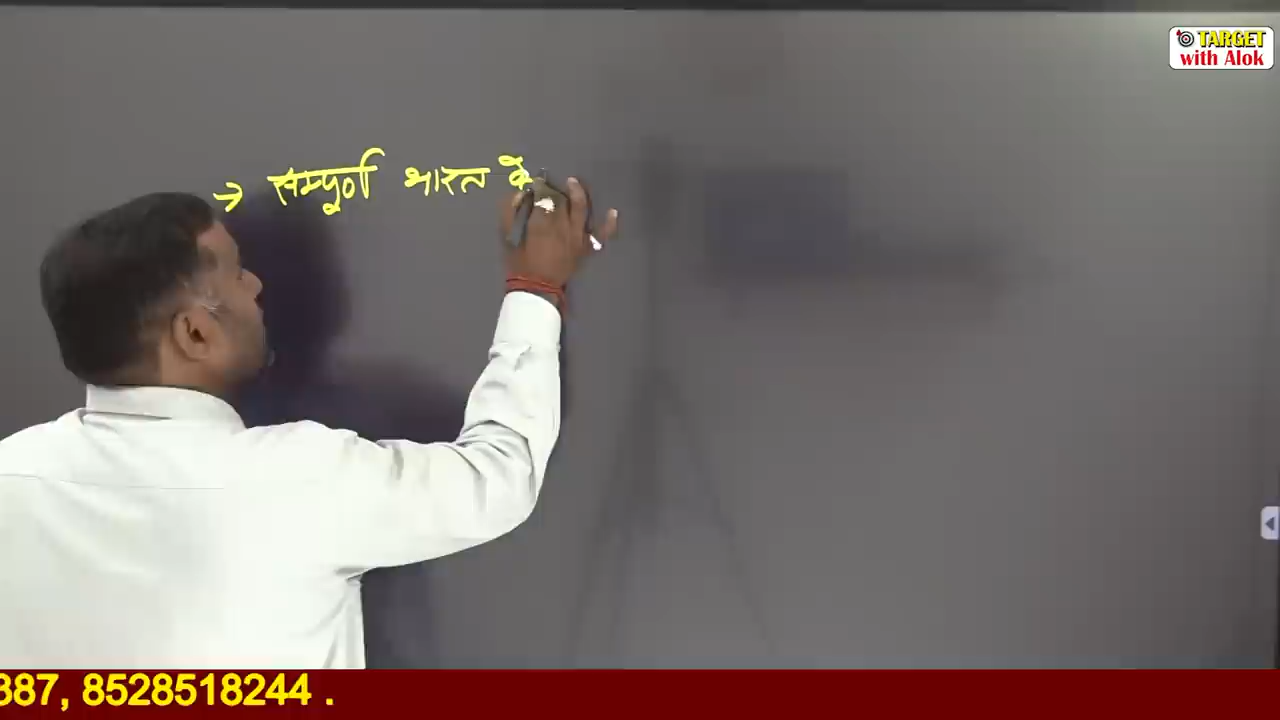 TARGET
with Alok
→ सम्पूर्ण भारत के
387, 8528518244 .